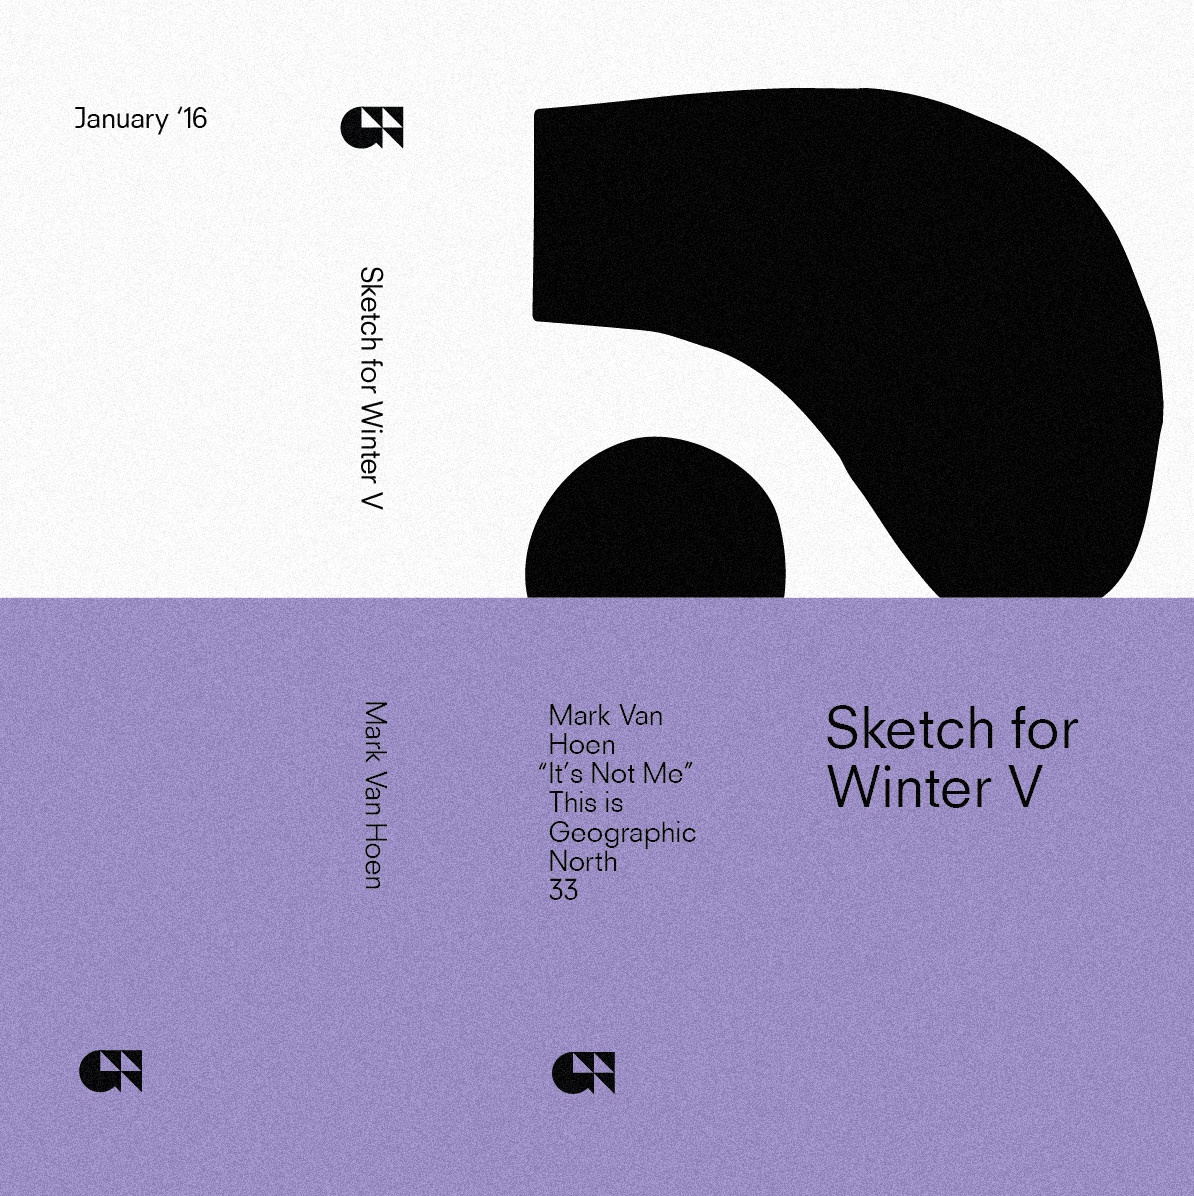 January ‘16
Sketch for Winter V
Mark Van Hoen
Mark Van
Hoen
“It’s Not Me”
This is
Geographic
North
33
Sketch for
Winter V